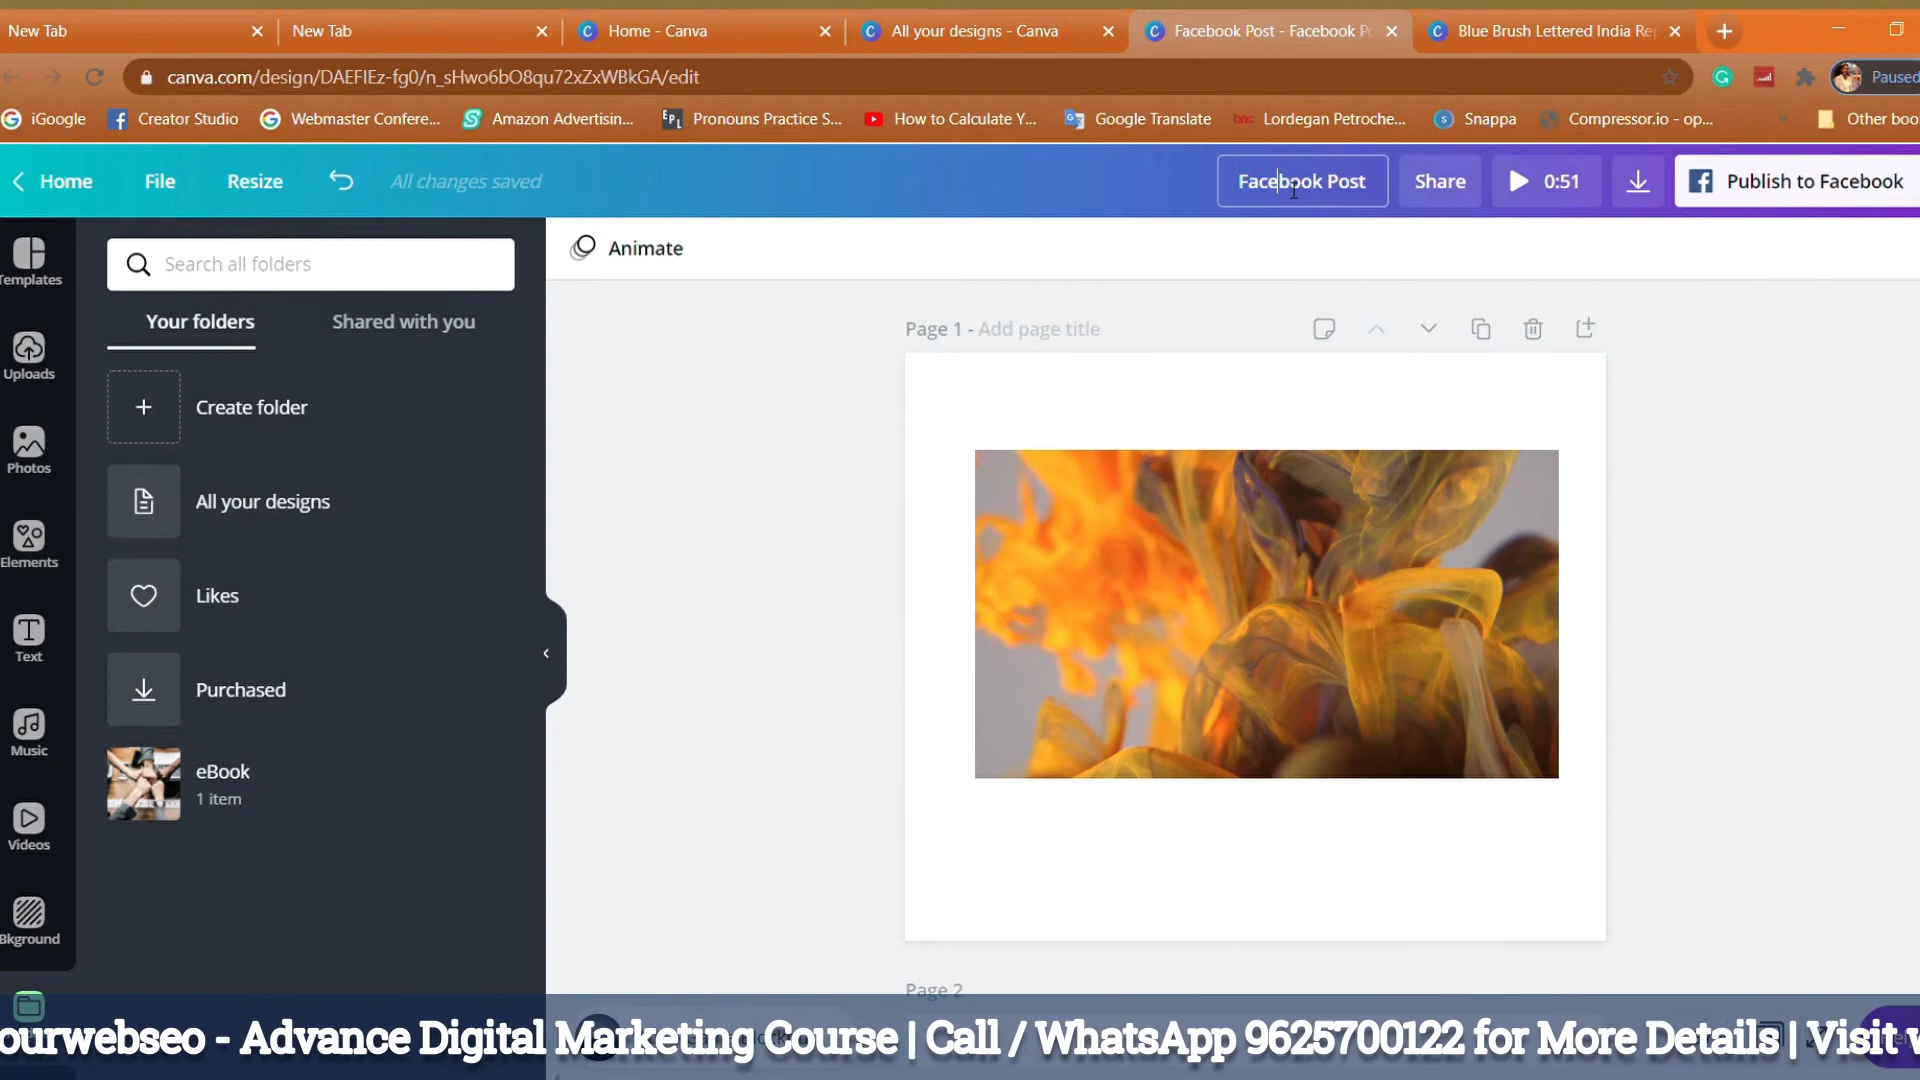 New Tab
New Tab
Home - Canva
All your designs - Canva
Facebook Post - Facebook P
Blue Brush Lettered India Re
canva.com/design/DAEFIEz-fg0/n_sHwo6bO8qu72xZxWBkGA/edit
Paused
iGoogle
Creator Studio
Webmaster Confere...
Amazon Advertisin...
EPL
Pronouns Practice S...
How to Calculate Y...
Google Translate
Lordegan Petroche...
Snappa
Compressor.io - op...
Other boo
Home
File
Resize
All changes saved
Facebook Post
Share
0:51
Publish to Facebook
Templates
Uploads
Photos
Elements
Text
Music
Videos
Bkground
Search all folders
Your folders
Shared with you
Create folder
All your designs
Likes
Purchased
eBook
1 item
Animate
Page 1 - Add page title
Page 2
ourwebseo - Advance Digital Marketing Course | Call / WhatsApp 9625700122 for More Details | Visit w